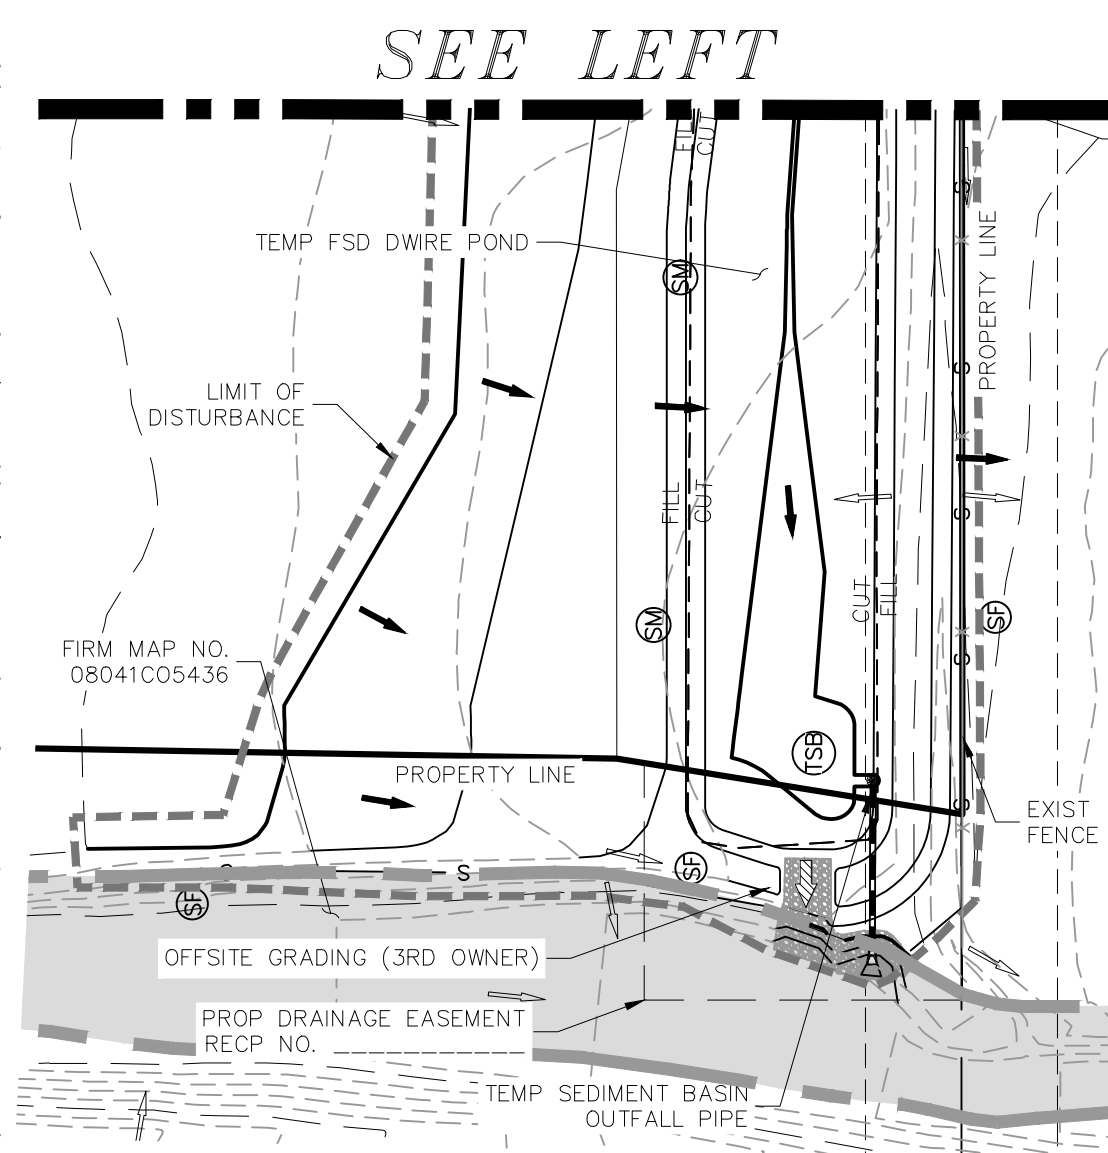 SEE LEFT
FILL
CUT
S
PROPERTY LINE
TEMP FSD DWIRE POND
SM
S
LIMIT OF
DISTURBANCE
FILL
CUT
S
CUT
FILL
SF
SM
FIRM MAP NO.
08041CO5436
S
TSB
PROPERTY LINE
S
EXIST
FENCE
S
S
SF
SF
OFFSITE GRADING (3RD OWNER)
PROP DRAINAGE EASEMENT
RECP NO. ______________
TEMP SEDIMENT BASIN
OUTFALL PIPE